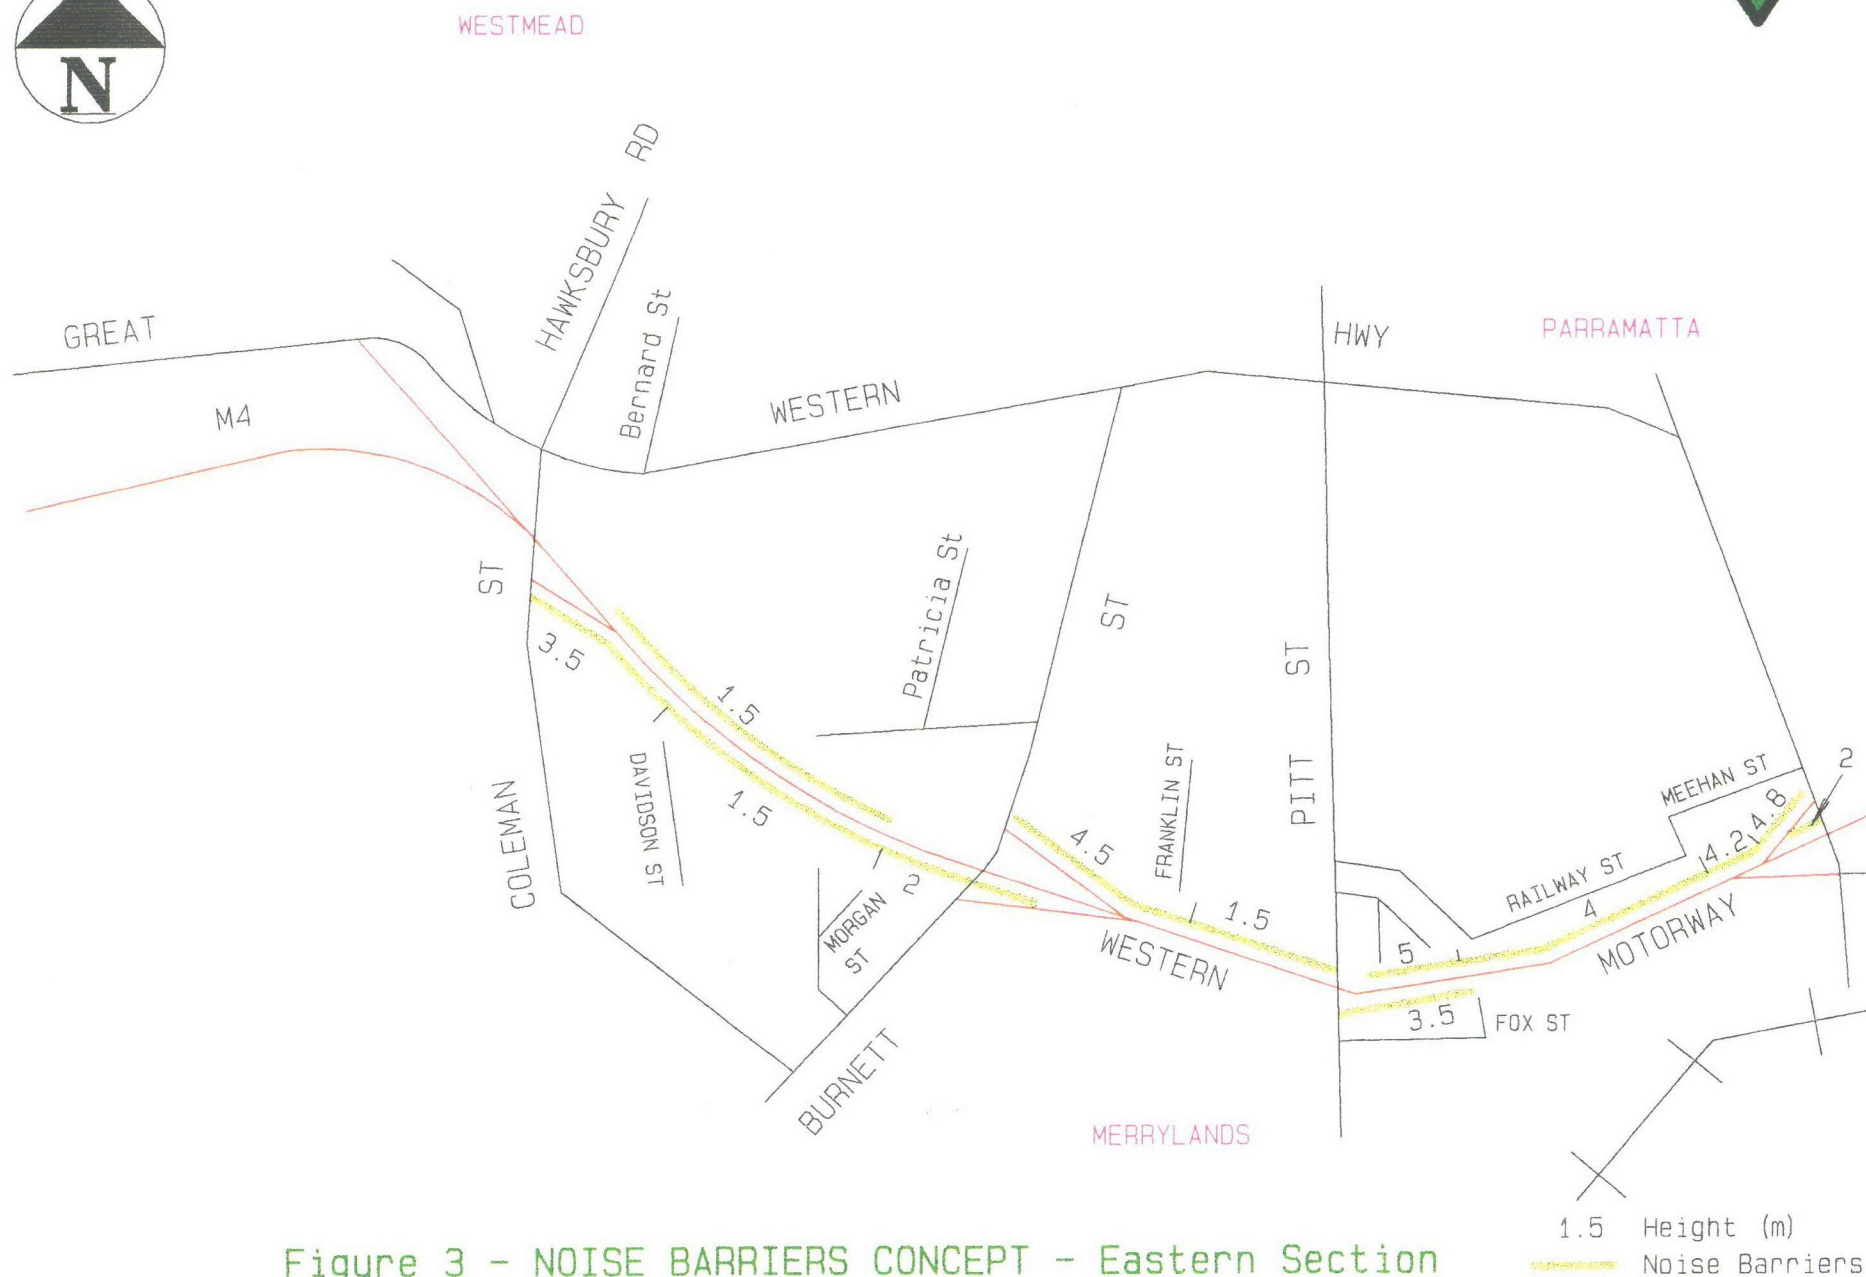 WESTMEAD
N
HAWKSBURY RD
Bernard St
GREAT
M4
WESTERN
HWY
PARRAMATTA
ST
3.5
1.5
Patricia St
ST
ST
DAVIDSON ST
1.5
COLEMAN
MORGAN ST
2
4.5
FRANKLIN ST
1.5
PITT
WESTERN
MEEHAN ST
2
4.8
4.2
RAILWAY ST
4
5
MOTORWAY
3.5
FOX ST
BURNETT
MERRYLANDS
1.5 Height (m)
Noise Barriers
Figure 3 - NOISE BARRIERS CONCEPT - Eastern Section